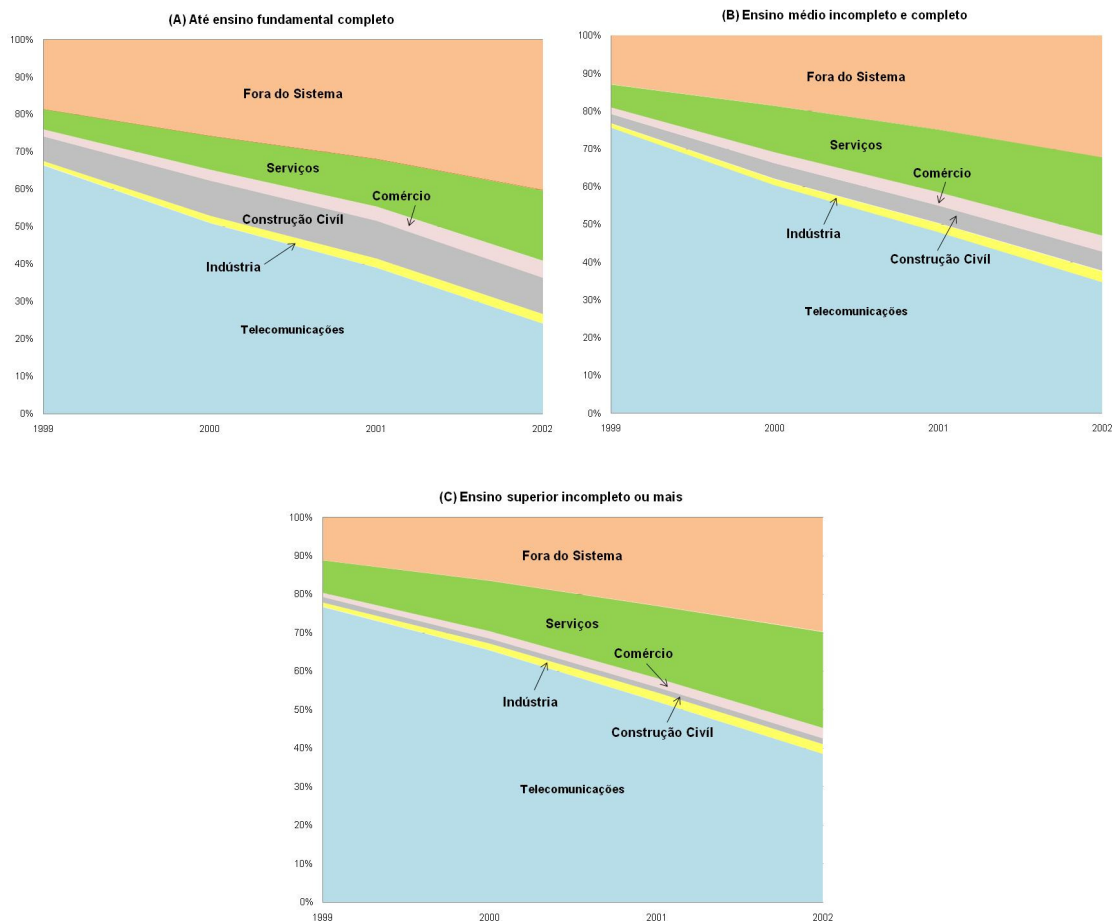 (A) Até ensino fundamental completo
100%
90%
80%
70%
60%
50%
40%
30%
20%
10%
0%
Fora do Sistema
Serviços
Comércio
Construção Civíl
Indústria
Telecomunicações
1999 2000 2001 2002
(B) Ensino médio incompleto e completo
100%
90%
80%
70%
60%
50%
40%
30%
20%
10%
0%
Fora do Sistema
Serviços
Comércio
Indústria
Construção Civíl
Telecomunicações
1999 2000 2001 2002
(C) Ensino superior incompleto ou mais
100%
90%
80%
70%
60%
50%
40%
30%
20%
10%
0%
Fora do Sistema
Serviços
Comércio
Indústria
Construção Civíl
Telecomunicações
1999 2000 2001 2002